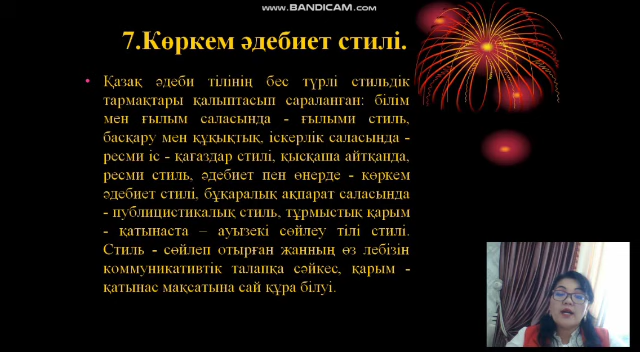 WWW.BANDICAM.COM
7.Көркем әдебиет стилі.
• Қазақ әдеби тілінің бес түрлі стильдік
тармақтары қалыптасып сараланған: білім
мен ғылым саласында - ғылыми стиль,
басқару мен құқықтық, іскерлік саласында -
ресми іс - қағаздар стилі, қысқаша айтқанда,
ресми стиль, әдебиет пен өнерде - көркем
әдебиет стилі, бұқаралық ақпарат саласында
- публицистикалық стиль, тұрмыстық қарым
- қатынаста – ауызекі сөйлеу тілі стилі.
Стиль - сөйлеп отырған жанның өз лебізін
коммуникативтік талапқа сәйкес, қарым -
қатынас мақсатына сай құра білуі.